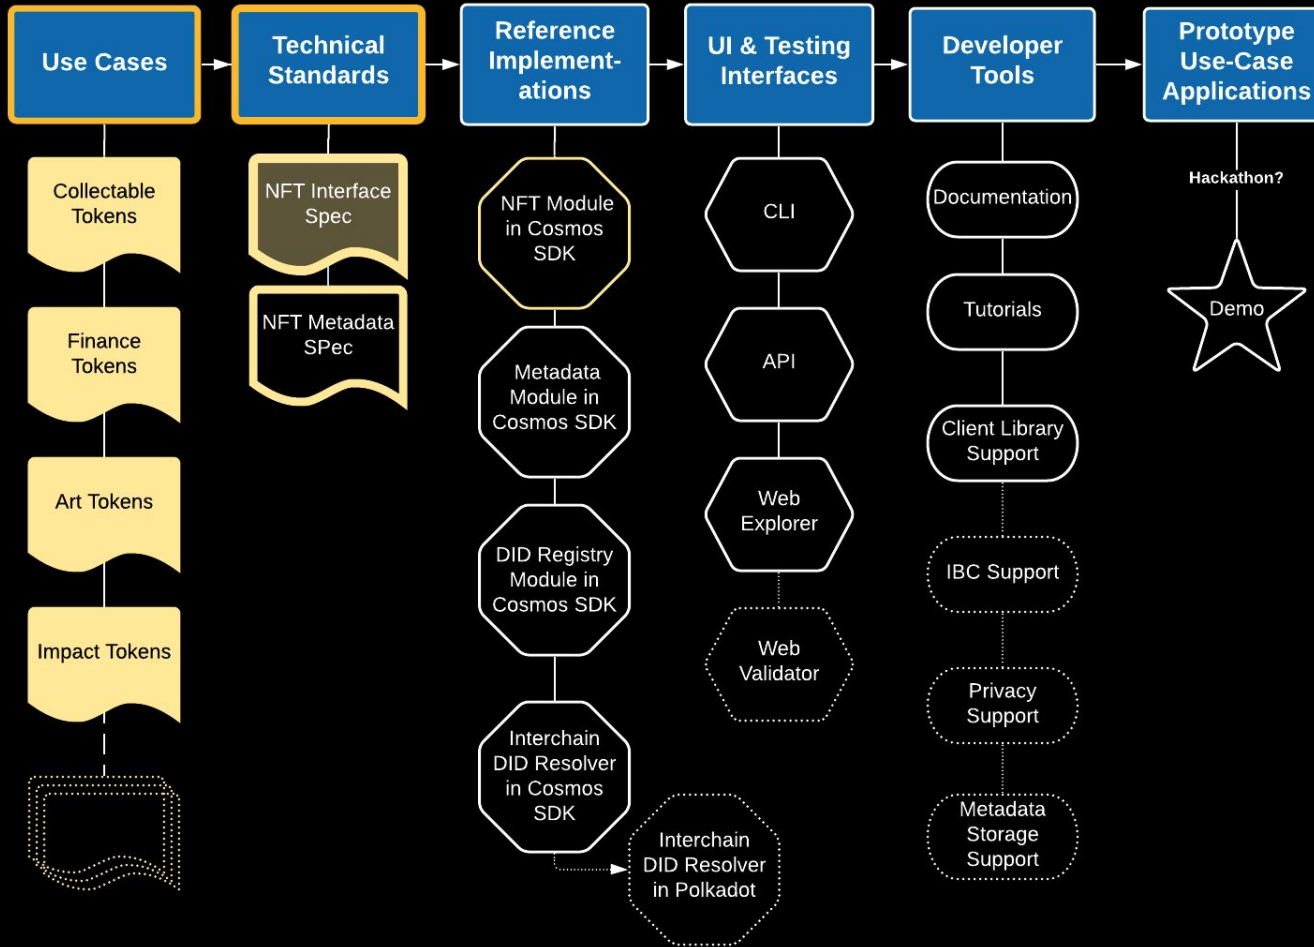 Use Cases
Technical
Standards
Reference
Implement-
ations
UI & Testing
Interfaces
Developer
Tools
Prototype
Use-Case
Applications
Collectable
Tokens
Finance
Tokens
Art Tokens
Impact Tokens
NFT Interface
Spec
NFT Metadata
SPec
NFT Module
in Cosmos
SDK
Metadata
Module in
Cosmos SDK
DID Registry
Module in
Cosmos SDK
Interchain
DID Resolver
in Cosmos
SDK
Interchain
DID Resolver
in Polkadot
CLI
API
Web
Explorer
Web
Validator
Documentation
Tutorials
Client Library
Support
IBC Support
Privacy
Support
Metadata
Storage
Support
Hackathon?
Demo